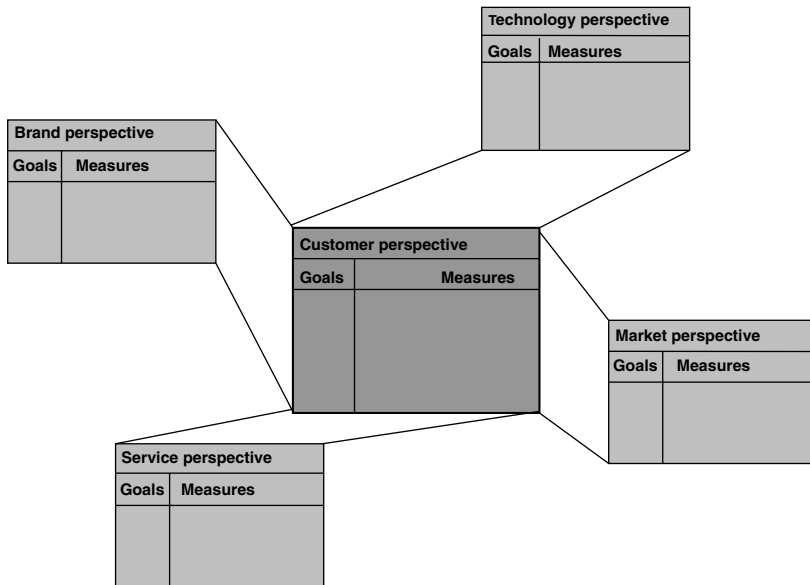 Technology perspective
Goals Measures
Brand perspective
Goals Measures
Customer perspective
Goals Measures
Market perspective
Goals Measures
Service perspective
Goals Measures